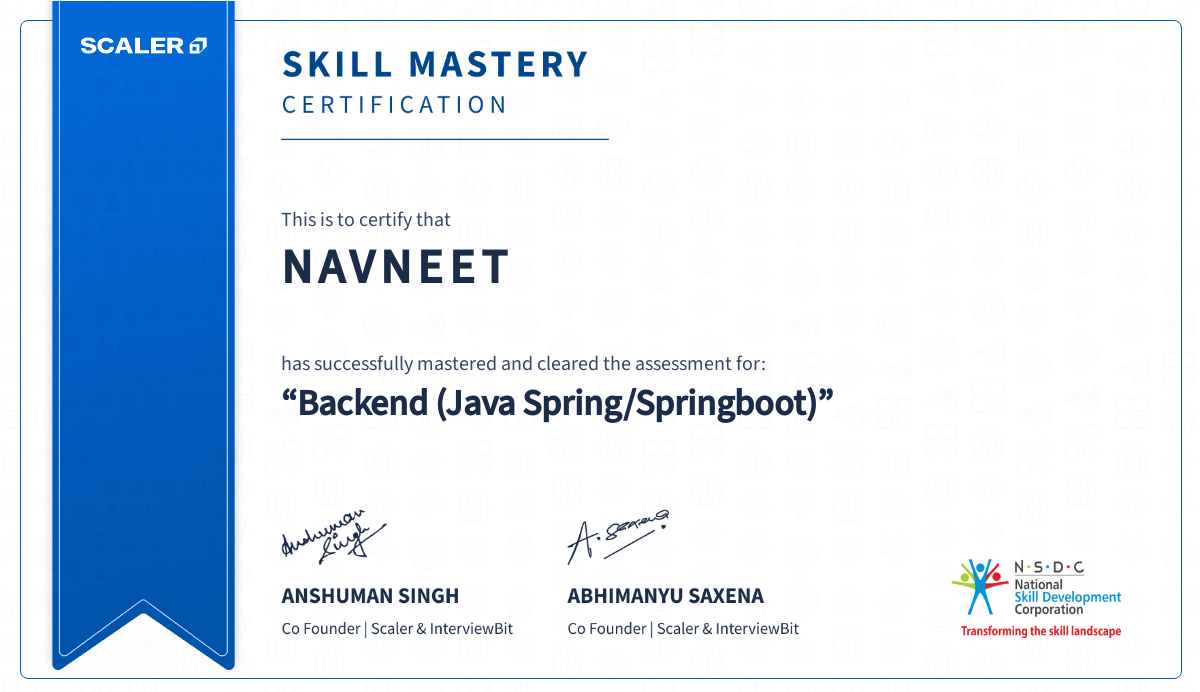 SCALER
SKILL MASTERY
CERTIFICATION
This is to certify that
NAVNEET
has successfully mastered and cleared the assessment for:
“Backend (Java Spring/Springboot)”
Anshuman Singh
A. Saxena
ANSHUMAN SINGH
Co Founder | Scaler & InterviewBit
ABHIMANYU SAXENA
Co Founder | Scaler & InterviewBit
N·S·D·C
National
Skill Development
Corporation
Transforming the skill landscape